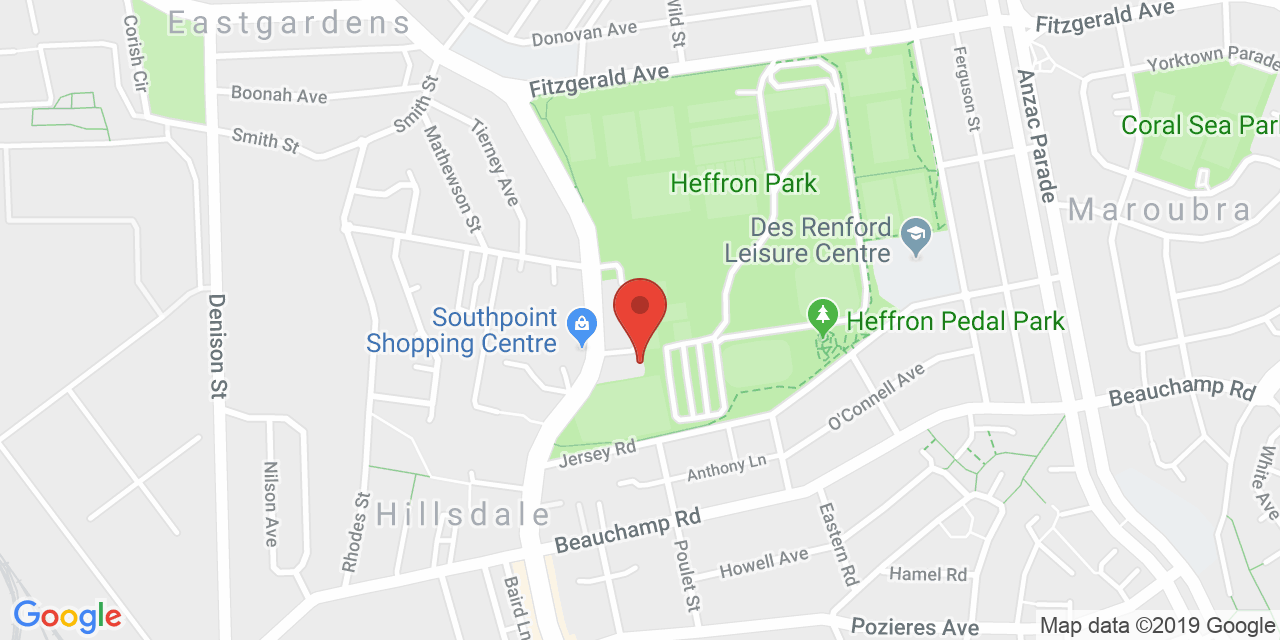 Eastgardens
Corish Cir
Donovan Ave
Fitzgerald Ave
Fitzgerald Ave
Yorktown Parade
Boonah Ave
Smith St
Smith St
Tierney Ave
Mathewson St
Ferguson St
Anzac Parade
Coral Sea
Heffron Park
Maroubra
Des Renford
Leisure Centre
Denison St
Southpoint
Shopping Centre
Heffron Pedal Park
O'Connell Ave
Beauchamp Rd
Jersey Rd
Anthony Ln
White Ave
Nilson Ave
Rhodes St
Hillsdale
Beauchamp Rd
Eastern Rd
Poulet St
Howell Ave
Hamel Rd
Baird Ln
Pozieres Ave
Google
Map data ©2019 Google